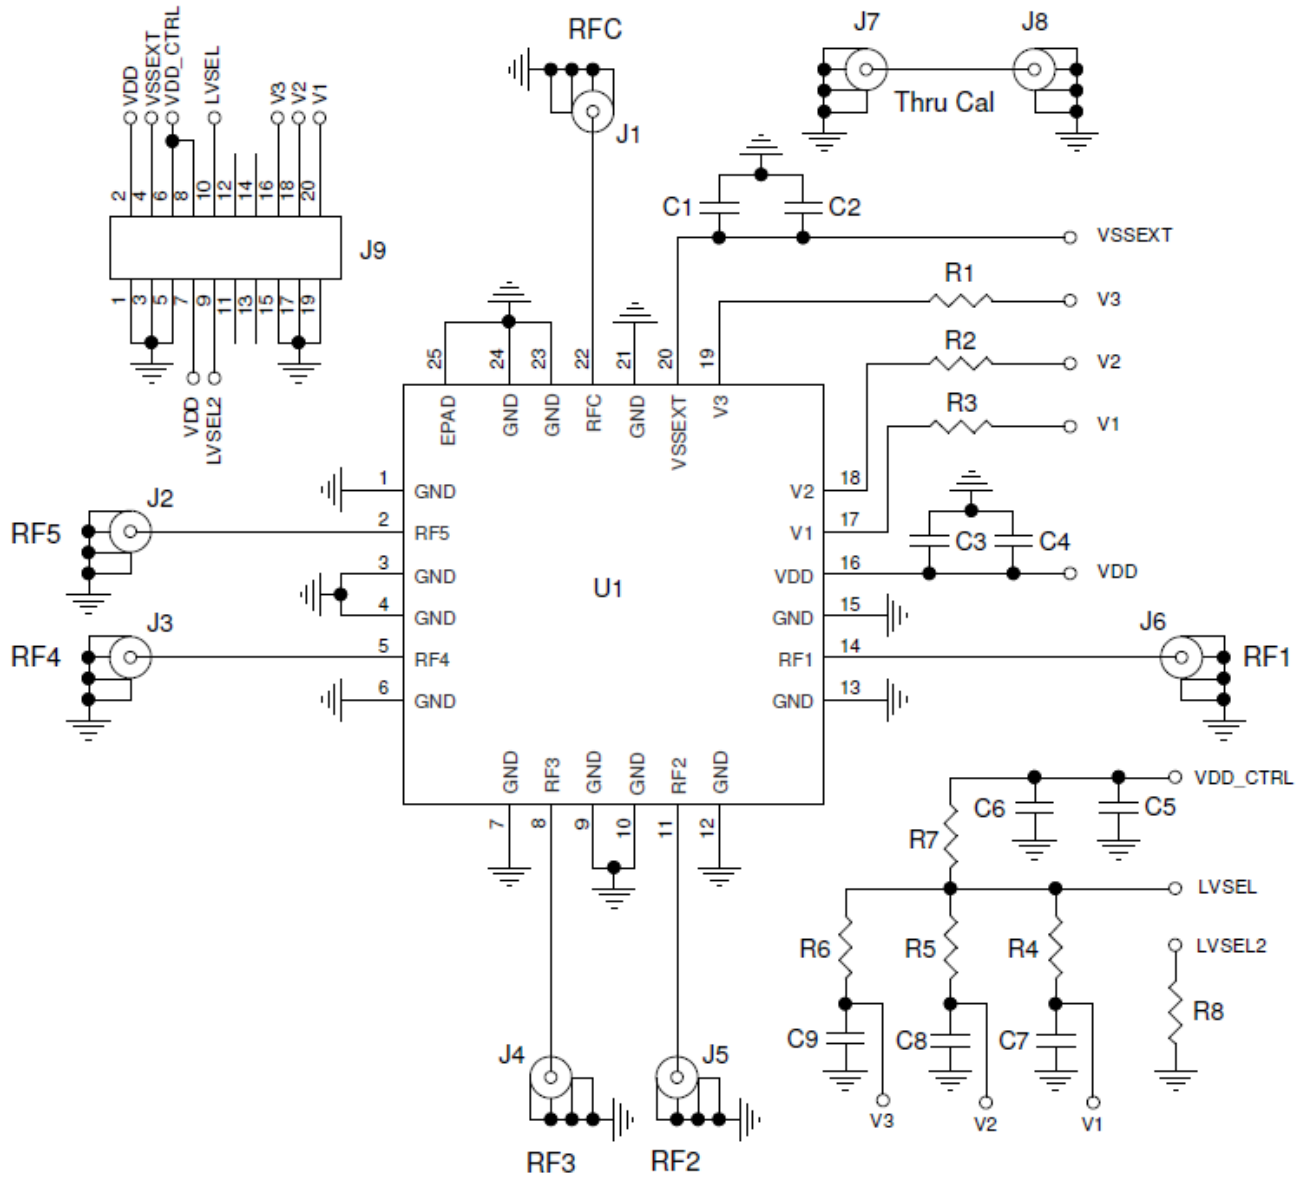 RFC
J1
J7
J8
Thru Cal
VDD
VSSEXT
VDD_CTRL
LVSEL
V3
V2
V1
2
4
6
8
10
12
14
16
18
20
J9
1
3
5
7
9
11
13
15
17
19
VDD
LVSEL2
C1
C2
VSSEXT
R1
V3
R2
V2
R3
V1
25
24
23
22
21
20
19
EPAD
GND
GND
RFC
GND
VSSEXT
V3
1
GND
J2
RF5
2
RF5
3
GND
4
GND
J3
RF4
5
RF4
6
GND
U1
V2
18
V1
17
VDD
16
C3
C4
VDD
GND
15
RF1
14
J6
RF1
GND
13
GND
RF3
GND
GND
RF2
GND
7
8
9
10
11
12
J4
RF3
J5
RF2
VDD_CTRL
C6
C5
R7
LVSEL
R6
R5
R4
LVSEL2
R8
C9
C8
C7
V3
V2
V1